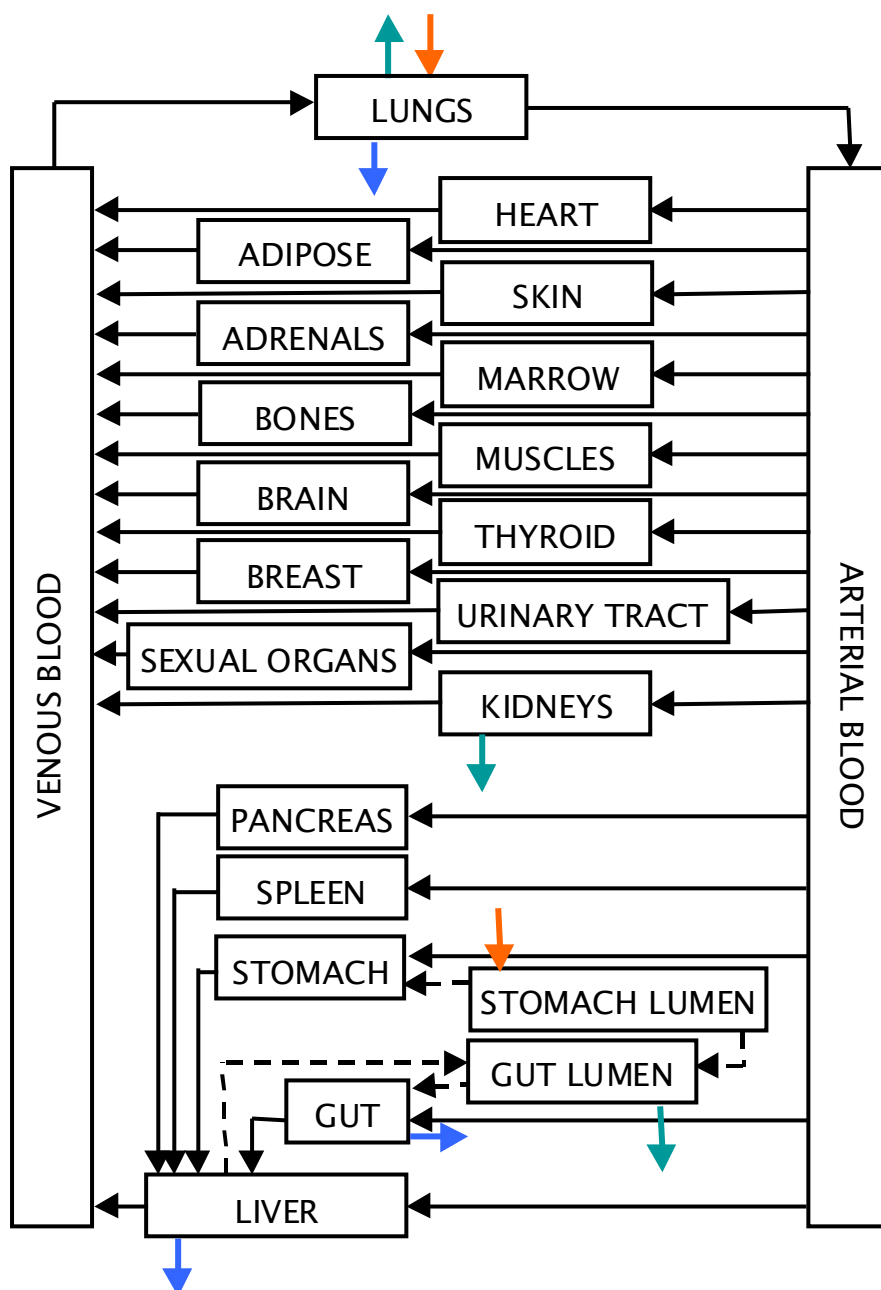 LUNGS
HEART
ADIPOSE
SKIN
ADRENALS
MARROW
BONES
MUSCLES
BRAIN
THYROID
BREAST
URINARY TRACT
SEXUAL ORGANS
KIDNEYS
VENOUS BLOOD
ARTERIAL BLOOD
PANCREAS
SPLEEN
STOMACH
STOMACH LUMEN
GUT LUMEN
GUT
LIVER